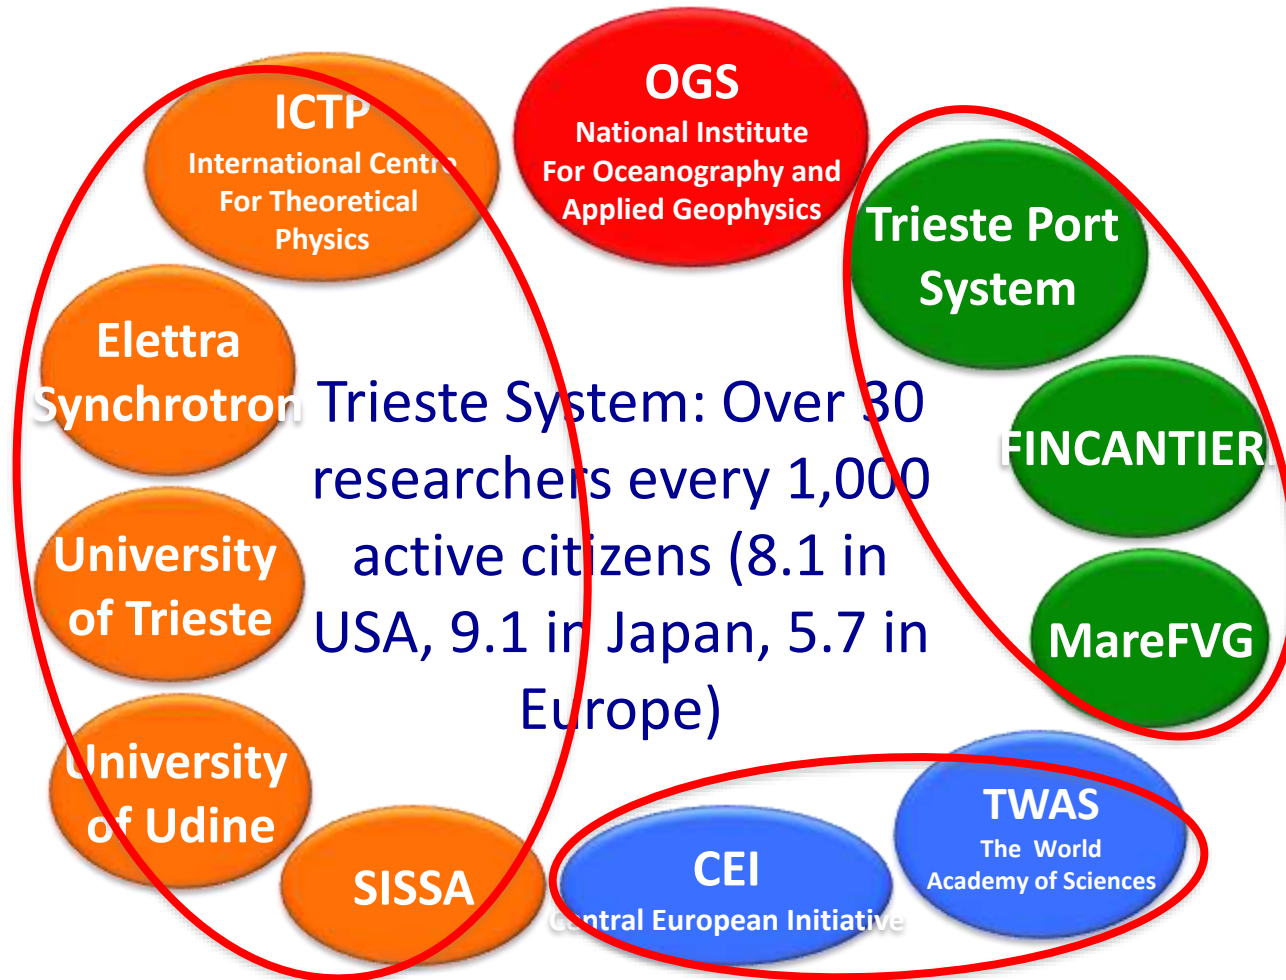 ICTP
International Centre
For Theoretical
Physics
OGS
National Institute
For Oceanography and
Applied Geophysics
Trieste Port
System
Elettra
Synchrotron
FINCANTIERI
Trieste System: Over 30
researchers every 1,000
active citizens (8.1 in
USA, 9.1 in Japan, 5.7 in
Europe)
University
of Trieste
MareFVG
University
of Udine
SISSA
CEI
Central European Initiative
TWAS
The World
Academy of Sciences